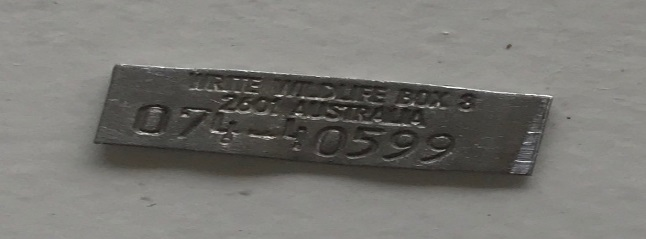 WRITE WILDLIFE BOX 8
2601 AUSTRALIA
074-40599